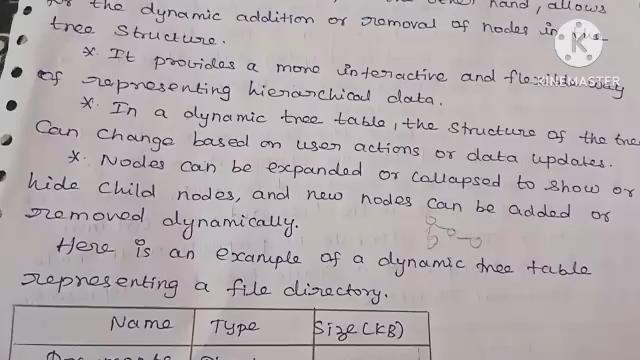 for the dynamic addition or removal of nodes in
tree structure.
*. It provides a more interactive and
of representing hierarchical data.
*. In a dynamic tree table, the structure of the tree
Can change based on user actions or data updates.
*. Nodes can be expanded or collapsed to show or
hide child nodes, and new nodes can be added or
removed dynamically.
Here is an example of a dynamic tree table
representing a file directory.
Name Type Size (KB)
KINEMASTER